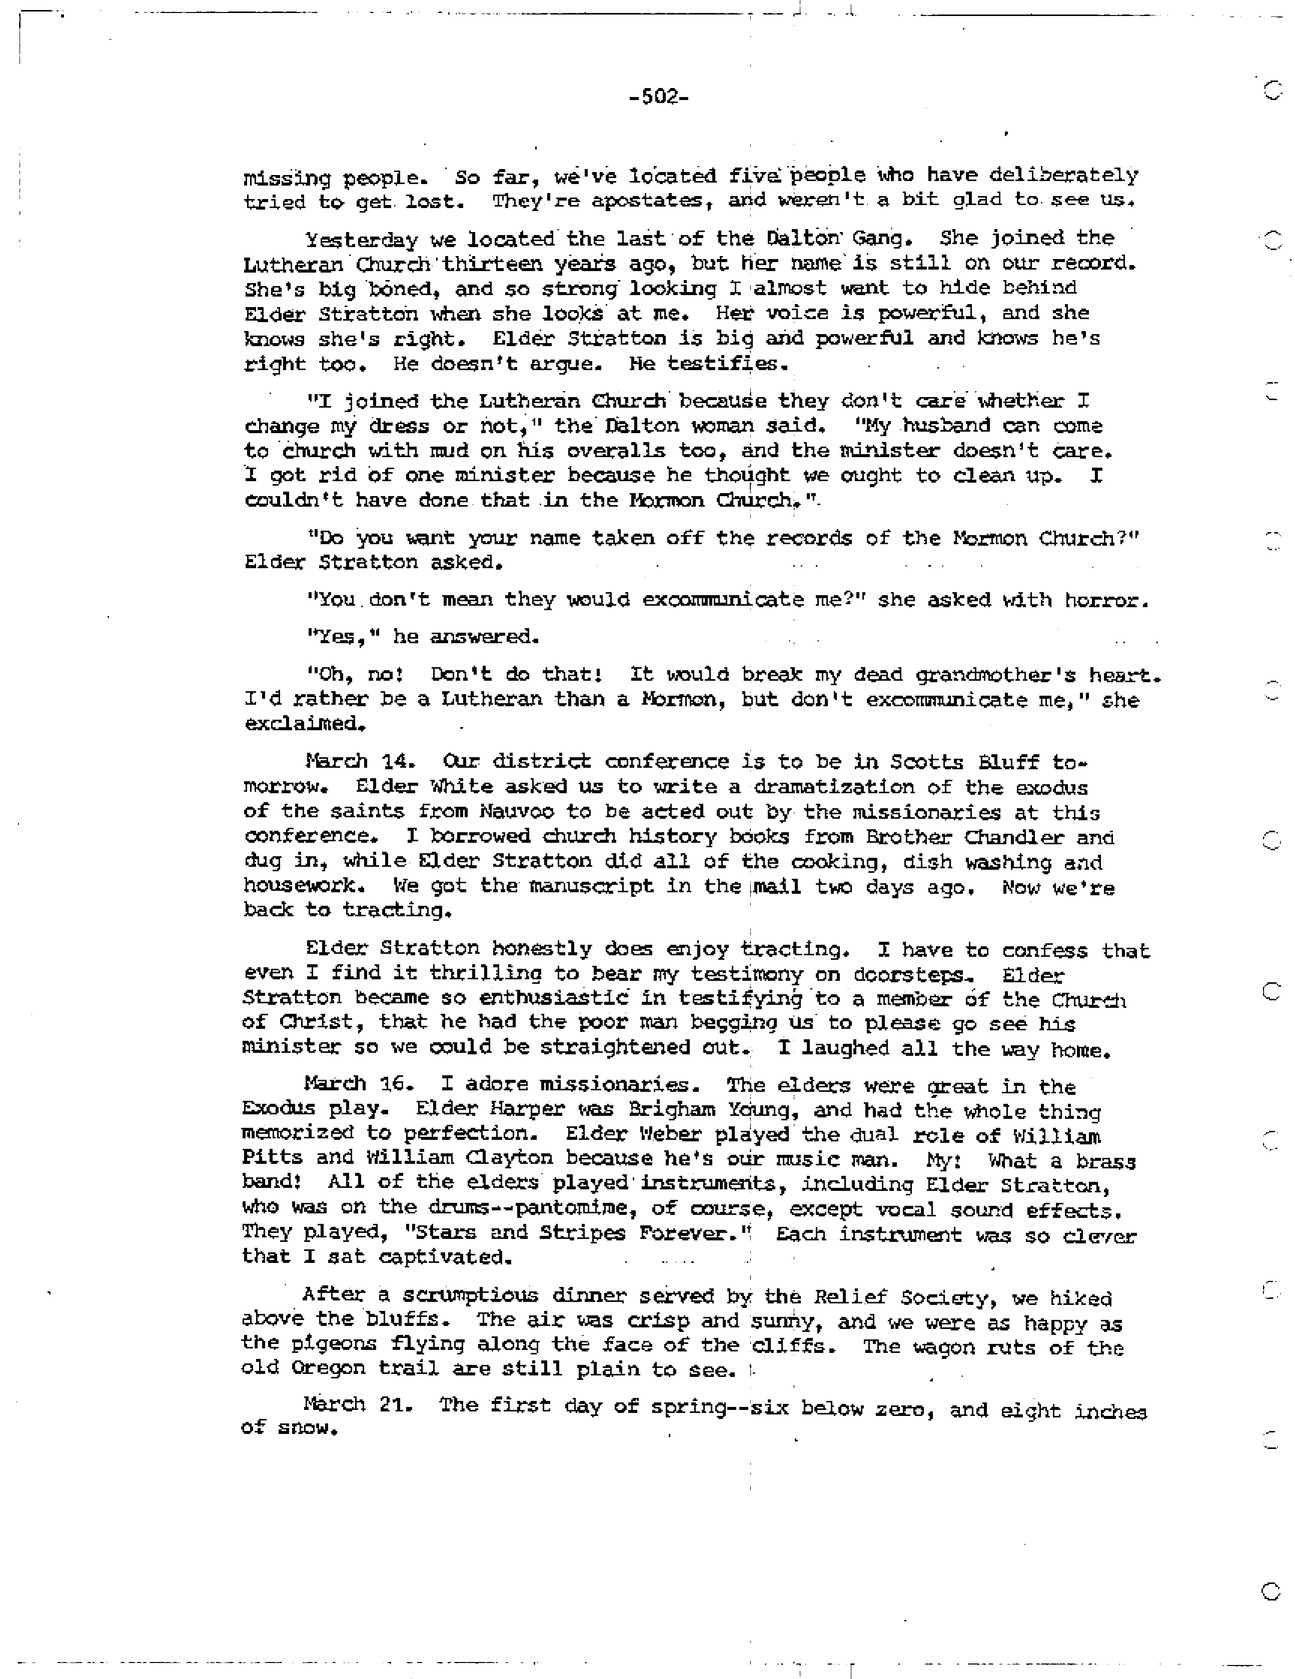 -502-
missing people. So far, we've located five people who have deliberately
tried to get lost. They're apostates, and weren't a bit glad to see us.
Yesterday we located the last of the Dalton Gang. She joined the
Lutheran Church thirteen years ago, but her name is still on our record.
She's big boned, and so strong looking I almost want to hide behind
Elder Stratton when she looks at me. Her voice is powerful, and she
knows she's right. Elder Stratton is big and powerful and knows he's
right too. He doesn't argue. He testifies.
"I joined the Lutheran Church because they don't care whether I
change my dress or not," the Dalton woman said. "My husband can come
to church with mud on his overalls too, and the minister doesn't care.
I got rid of one minister because he thought we ought to clean up. I
couldn't have done that in the Mormon Church."
"Do you want your name taken off the records of the Mormon Church?"
Elder Stratton asked.
"You don't mean they would excommunicate me?" she asked with horror.
"Yes," he answered.
"Oh, no! Don't do that! It would break my dead grandmother's heart.
I'd rather be a Lutheran than a Mormon, but don't excommunicate me," she
exclaimed.
March 14. Our district conference is to be in Scotts Bluff to-
morrow. Elder White asked us to write a dramatization of the exodus
of the saints from Nauvoo to be acted out by the missionaries at this
conference. I borrowed church history books from Brother Chandler and
dug in, while Elder Stratton did all of the cooking, dish washing and
housework. We got the manuscript in the mail two days ago. Now we're
back to tracting.
Elder Stratton honestly does enjoy tracting. I have to confess that
even I find it thrilling to bear my testimony on doorsteps. Elder
Stratton became so enthusiastic in testifying to a member of the Church
of Christ, that he had the poor man begging us to please go see his
minister so we could be straightened out. I laughed all the way home.
March 16. I adore missionaries. The elders were great in the
Exodus play. Elder Harper was Brigham Young, and had the whole thing
memorized to perfection. Elder Weber played the dual role of William
Pitts and William Clayton because he's our music man. My! What a brass
band! All of the elders played instruments, including Elder Stratton,
who was on the drums--pantomime, of course, except vocal sound effects.
They played, "Stars and Stripes Forever." Each instrument was so clever
that I sat captivated.
After a scrumptious dinner served by the Relief Society, we hiked
above the bluffs. The air was crisp and sunny, and we were as happy as
the pigeons flying along the face of the cliffs. The wagon ruts of the
old Oregon trail are still plain to see.
March 21. The first day of spring--six below zero, and eight inches
of snow.